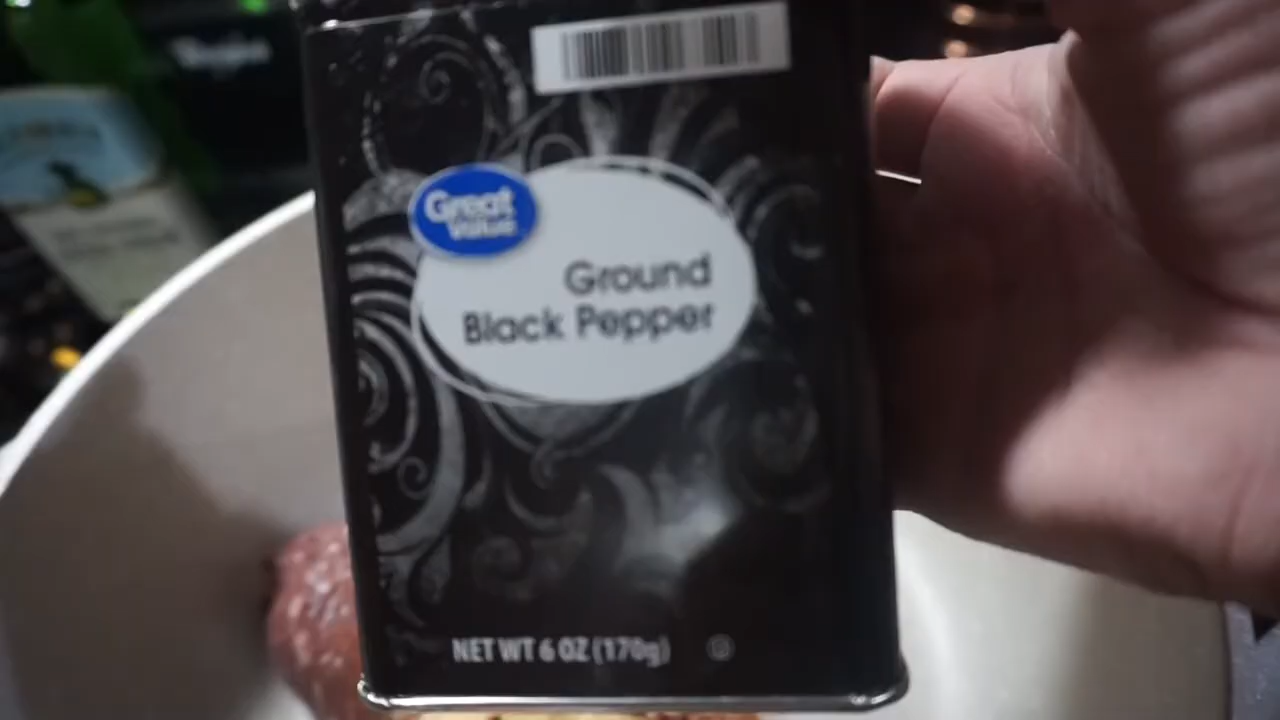 Great
Value
Ground
Black Pepper
NET WT 6 OZ (170g)